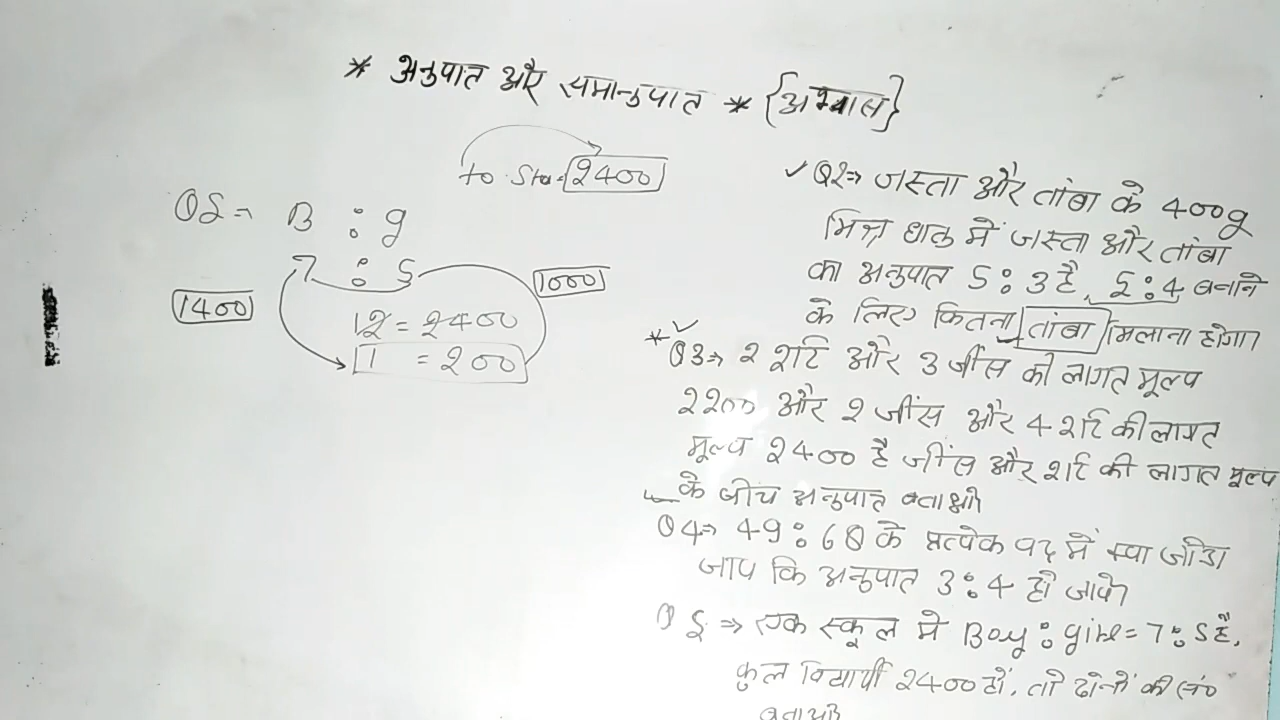 * अनुपात और समानुपात * {अभ्यास}
to Stu = 2400
Q5 ⇒ B : g
7 : 5
1400
1000
12 = 2400
1 = 200
✓ Q2 ⇒ जस्ता और तांबा के 400g
मिश्र धातु में जस्ता और तांबा
का अनुपात 5 : 3 है, 5 : 4 बनाने
के लिए कितना तांबा मिलाना होगा।
* Q3 ⇒ 2 शर्ट और 3 जींस की लागत मूल्य
2200 और 2 जींस और 4 शर्ट की लागत
मूल्य 2400 है जींस और शर्ट की लागत मूल्य
के बीच अनुपात बताओ।
Q4 ⇒ 49 : 68 के प्रत्येक पद में क्या जोड़ा
जाय कि अनुपात 3 : 4 हो जाये।
Q5 ⇒ एक स्कूल में Boy : girl = 7 : 5 है,
कुल विद्यार्थी 2400 हों, तो दोनों की सं०
बताओ।